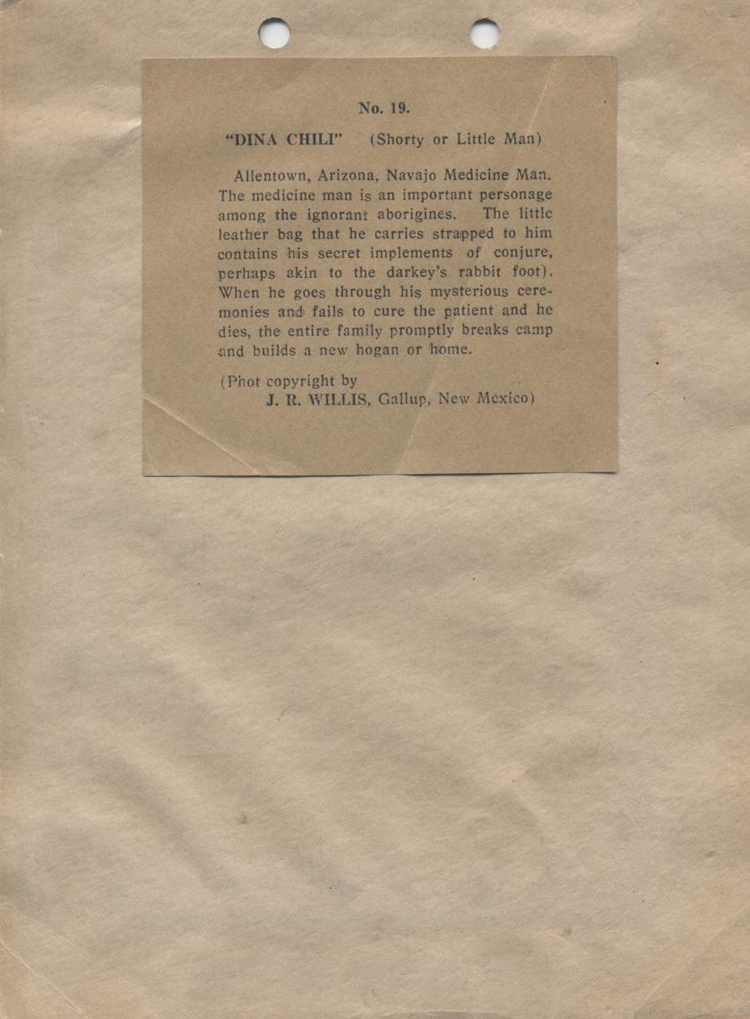 No. 19.
"DINA CHILI" (Shorty or Little Man)
Allentown, Arizona, Navajo Medicine Man.
The medicine man is an important personage
among the ignorant aborigines. The little
leather bag that he carries strapped to him
contains his secret implements of conjure,
perhaps akin to the darkey's rabbit foot).
When he goes through his mysterious cere-
monies and fails to cure the patient and he
dies, the entire family promptly breaks camp
and builds a new hogan or home.
(Phot copyright by
J. R. WILLIS, Gallup, New Mexico)